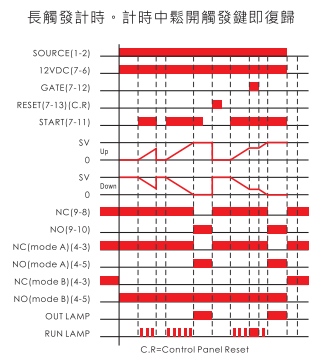 長觸發計時。計時中鬆開觸發鍵即復歸
SOURCE(1-2)
12VDC(7-6)
GATE(7-12)
RESET(7-13)(C.R)
START(7-11)
SV
Up
0
SV
Down
0
NC(9-8)
NO(9-10)
NC(mode A)(4-3)
NO(mode A)(4-5)
NC(mode B)(4-3)
NO(mode B)(4-5)
OUT LAMP
RUN LAMP
C.R=Control Panel Reset